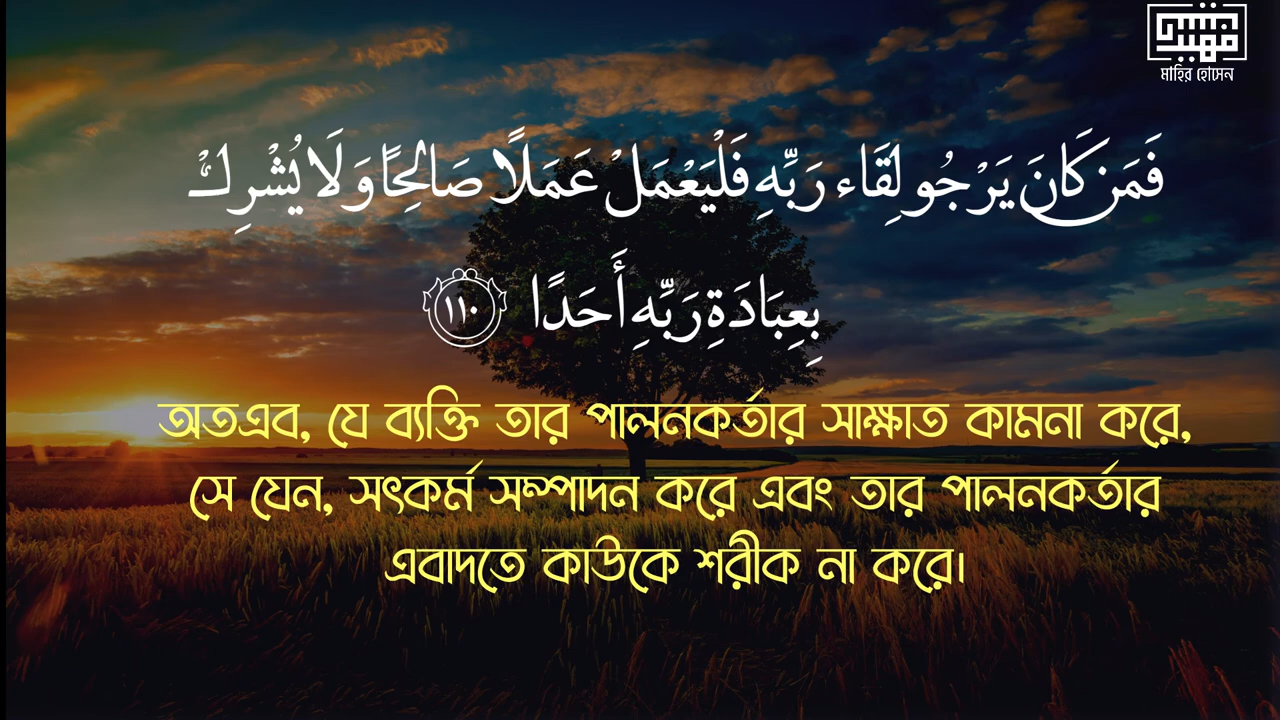 মাহির হোসেন
فَمَن كَانَ يَرْجُو لِقَاء رَبِّهِ فَلْيَعْمَلْ عَمَلًا صَالِحًا وَلَا يُشْرِكْ
بِعِبَادَةِ رَبِّهِ أَحَدًا ١١٠
অতএব, যে ব্যক্তি তার পালনকর্তার সাক্ষাত কামনা করে,
সে যেন, সৎকর্ম সম্পাদন করে এবং তার পালনকর্তার
এবাদতে কাউকে শরীক না করে।